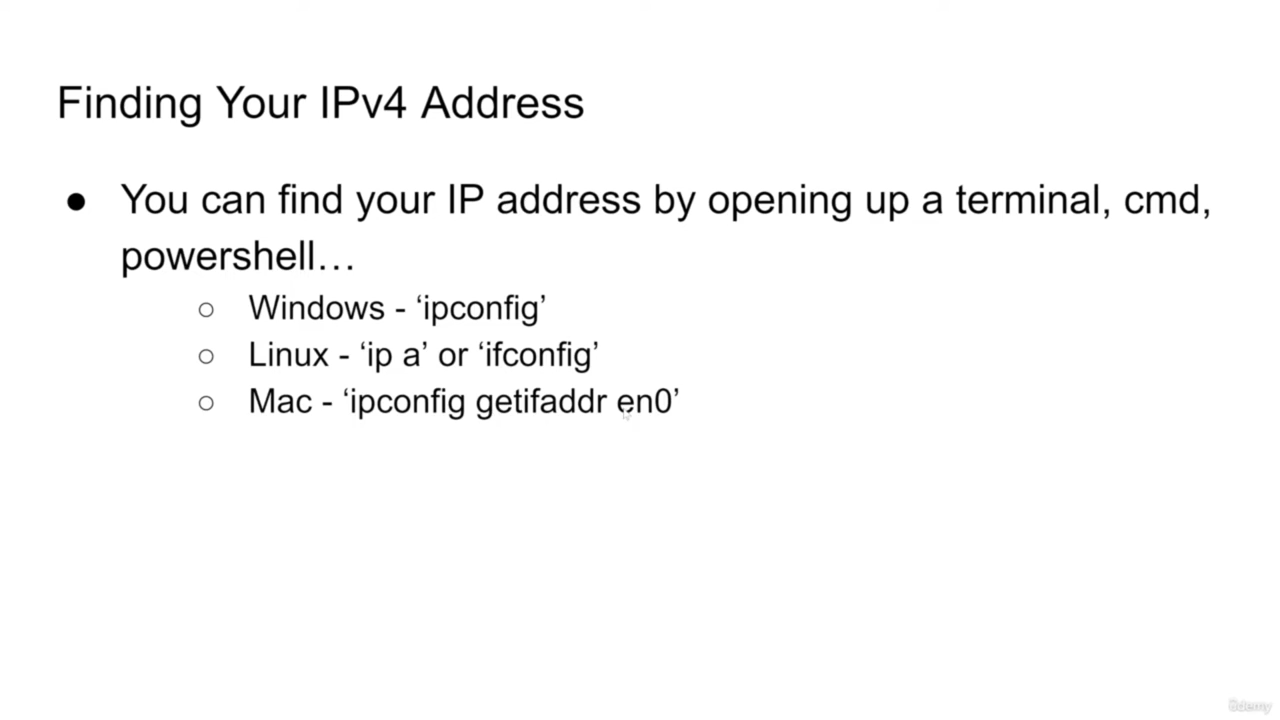 Finding Your IPv4 Address
● You can find your IP address by opening up a terminal, cmd,
powershell…
○ Windows - ‘ipconfig’
○ Linux - ‘ip a’ or ‘ifconfig’
○ Mac - ‘ipconfig getifaddr en0’
ûdemy